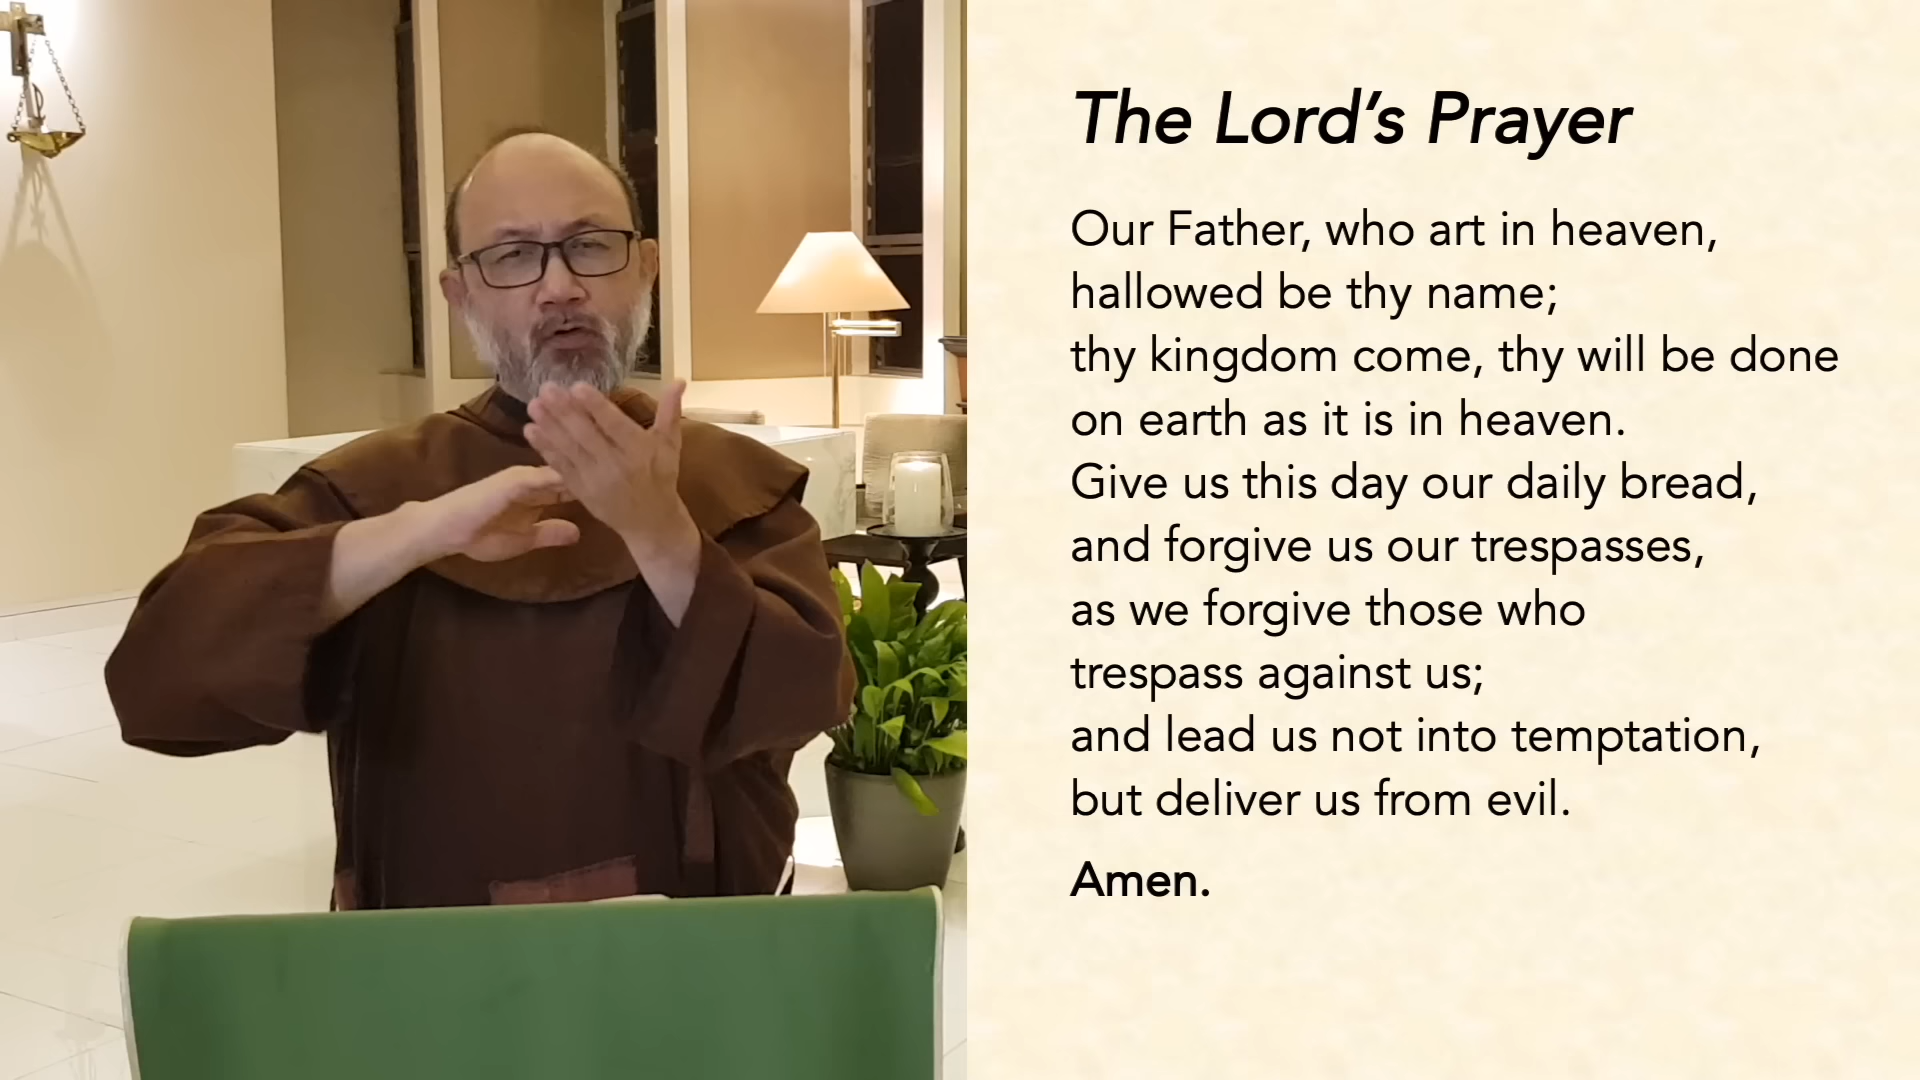 The Lord’s Prayer
Our Father, who art in heaven,
hallowed be thy name;
thy kingdom come, thy will be done
on earth as it is in heaven.
Give us this day our daily bread,
and forgive us our trespasses,
as we forgive those who
trespass against us;
and lead us not into temptation,
but deliver us from evil.
Amen.